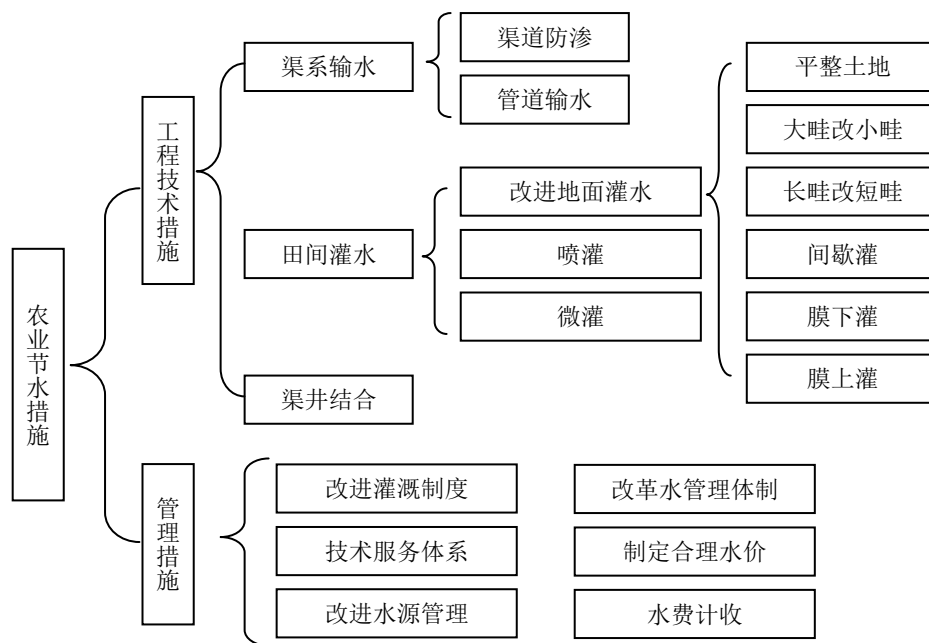 农业节水措施
工程技术措施
渠系输水
渠道防渗
管道输水
田间灌水
改进地面灌水
平整土地
大畦改小畦
长畦改短畦
间歇灌
膜下灌
膜上灌
喷灌
微灌
渠井结合
管理措施
改进灌溉制度
改革水管理体制
技术服务体系
制定合理水价
改进水源管理
水费计收